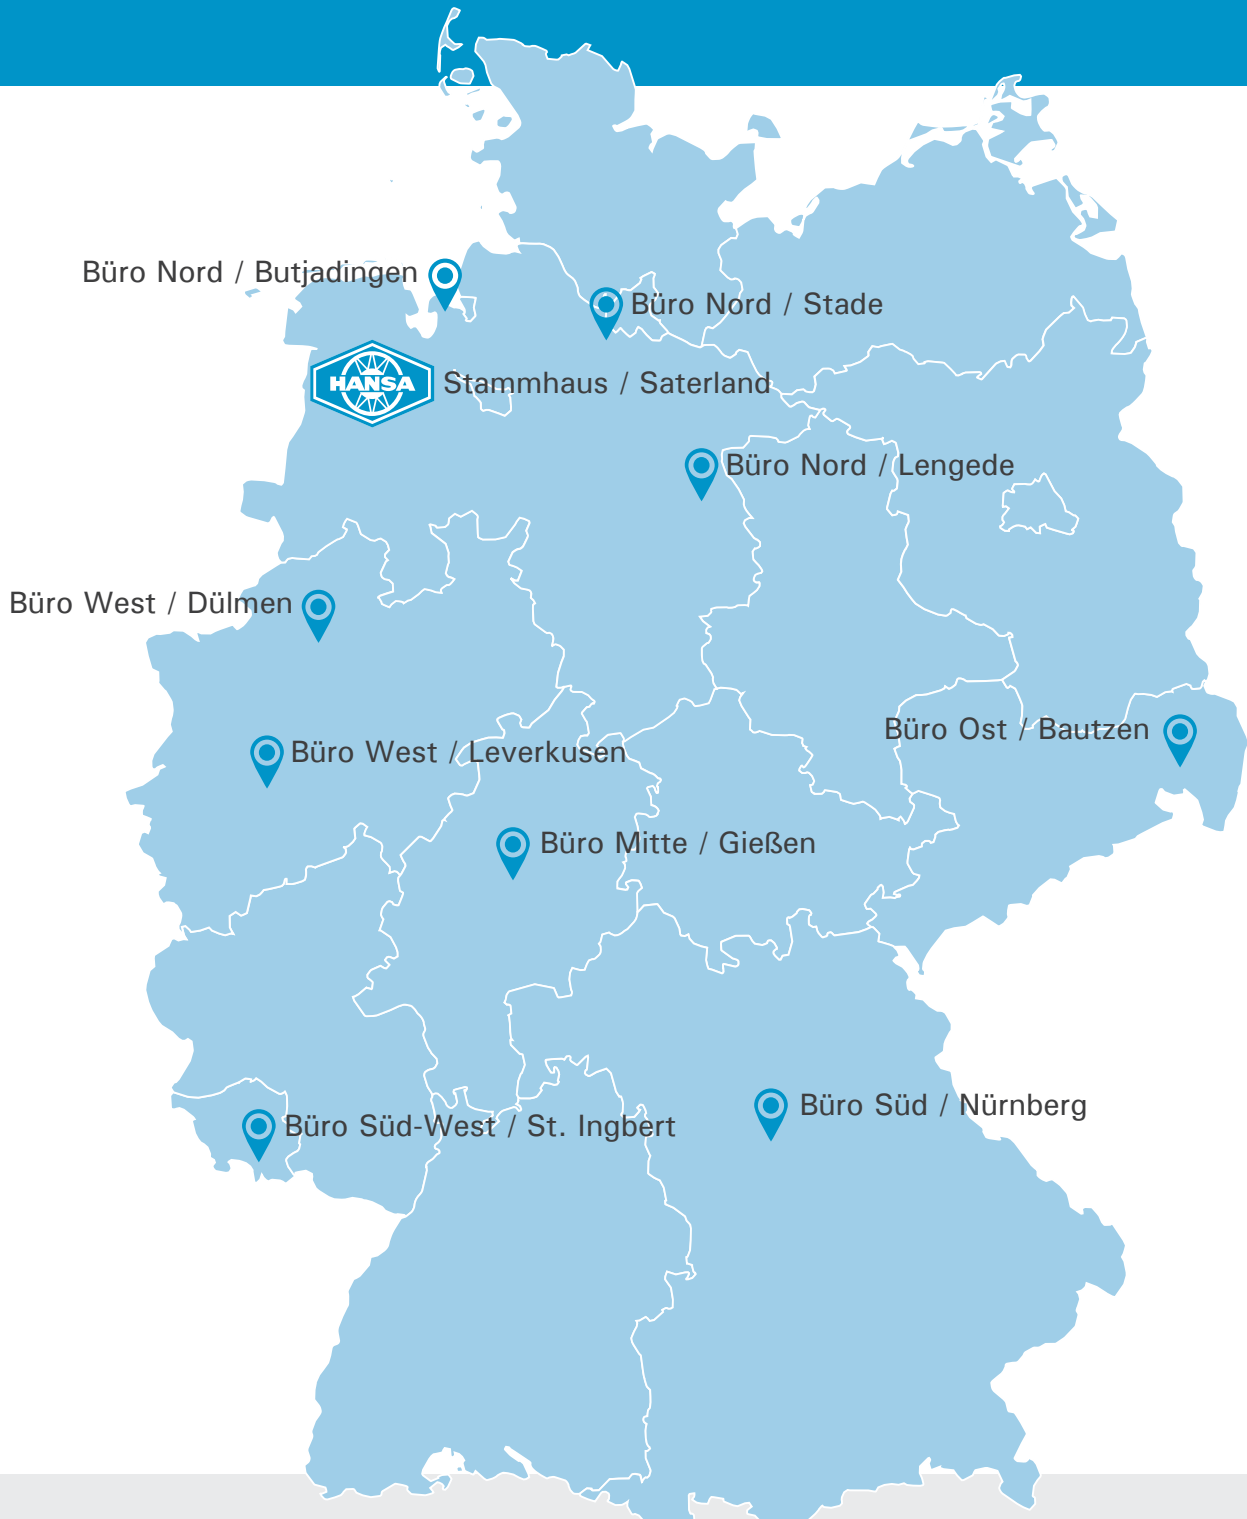 Büro Nord / Butjadingen
Büro Nord / Stade
HANSA
Stammhaus / Saterland
Büro Nord / Lengede
Büro West / Dülmen
Büro Ost / Bautzen
Büro West / Leverkusen
Büro Mitte / Gießen
Büro Süd / Nürnberg
Büro Süd-West / St. Ingbert